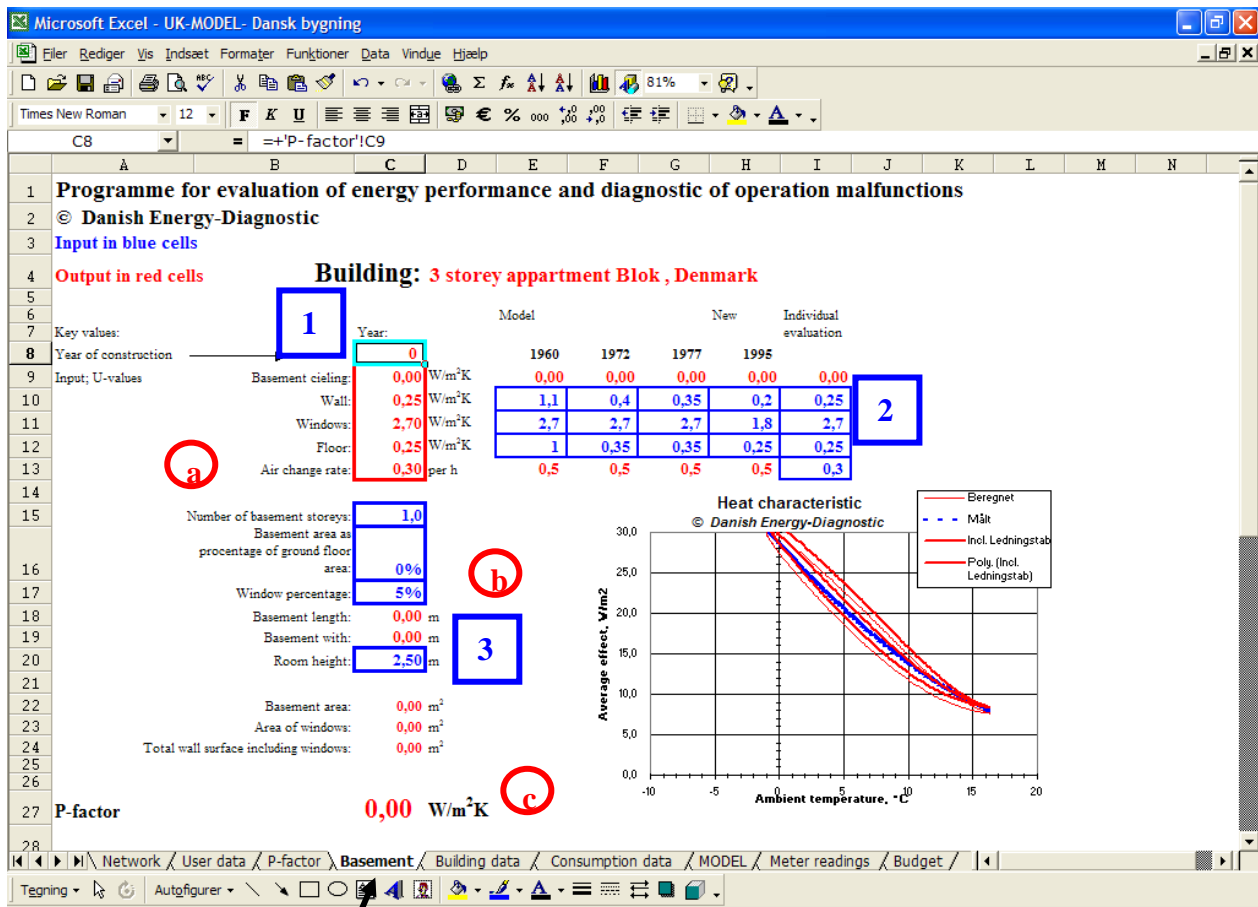 Microsoft Excel - UK-MODEL- Dansk bygning
Filer Rediger Vis Indsæt Formater Funktioner Data Vindue Hjælp
81%
Times New Roman 12 F K U € % 000
C8 = =+'P-factor'!C9
A B C D E F G H I J K L M N
1 Programme for evaluation of energy performance and diagnostic of operation malfunctions
2 © Danish Energy-Diagnostic
3 Input in blue cells
4 Output in red cells Building: 3 storey appartment Blok , Denmark
5
6 Model New Individual
7 Key values: Year: evaluation
1
8 Year of construction 0 1960 1972 1977 1995
9 Input; U-values Basement cieling: 0,00 W/m²K 0,00 0,00 0,00 0,00 0,00
10 Wall: 0,25 W/m²K 1,1 0,4 0,35 0,2 0,25
2
11 Windows: 2,70 W/m²K 2,7 2,7 2,7 1,8 2,7
12 Floor: 0,25 W/m²K 1 0,35 0,35 0,25 0,25
a
13 Air change rate: 0,30 per h 0,5 0,5 0,5 0,5 0,3
14
15 Number of basement storeys: 1,0
Basement area as
procentage of ground floor
16 area: 0%
b
17 Window percentage: 5%
18 Basement length: 0,00 m
19 Basement with: 0,00 m
3
20 Room height: 2,50 m
21
22 Basement area: 0,00 m²
23 Area of windows: 0,00 m²
24 Total wall surface including windows: 0,00 m²
25
26
c
27 P-factor 0,00 W/m²K
28
Heat characteristic
© Danish Energy-Diagnostic
Beregnet
Målt
Incl. Ledningstab
Poly. (Incl.
Ledningstab)
Average effect, W/m2
30,0
25,0
20,0
15,0
10,0
5,0
0,0
-10 -5 0 5 10 15 20
Ambient temperature, °C
Network User data P-factor Basement Building data Consumption data MODEL Meter readings Budget
Tegning Autofigurer